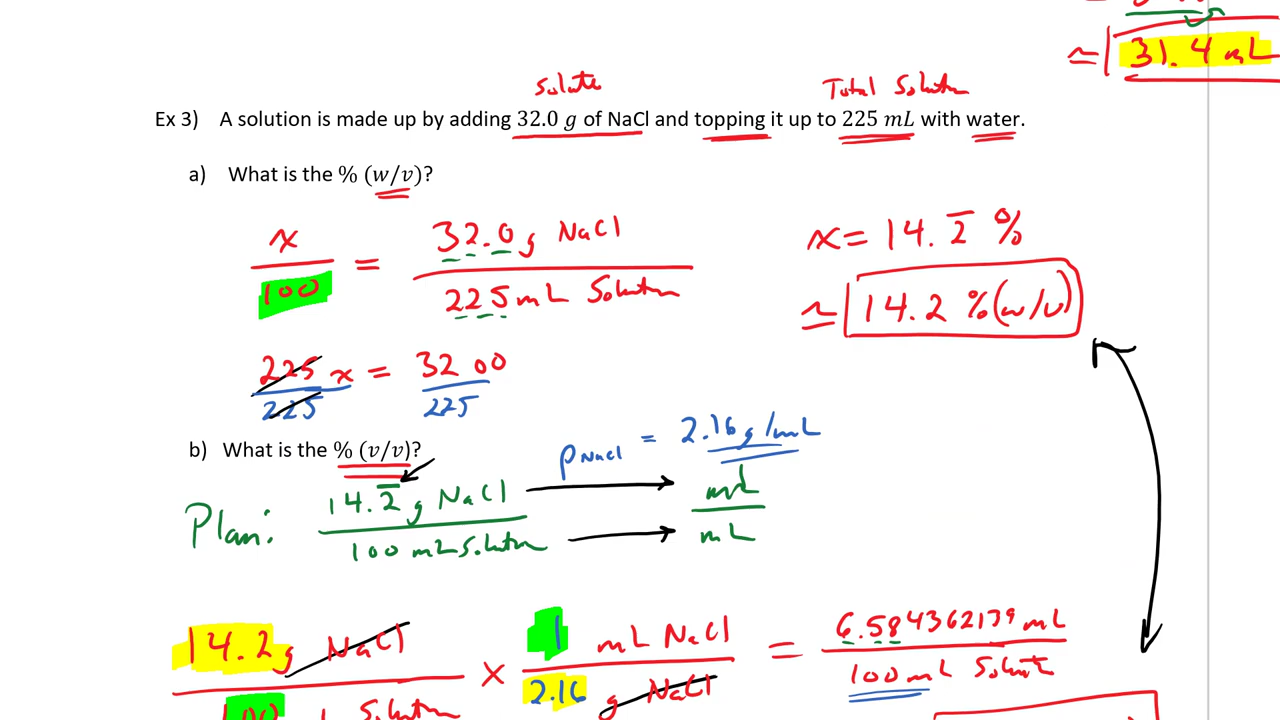 ≃ 31.4 mL
Solute Total Solution
Ex 3) A solution is made up by adding 32.0 g of NaCl and topping it up to 225 mL with water.
a) What is the % (w/v)?
x/100 = 32.0 g NaCl/225 mL Solution
x = 14.2̅ %
≃ 14.2 % (w/v)
225 x/225 = 3200/225
b) What is the % (v/v)?
ρNaCl = 2.16 g/mL
Plan: 14.2̅ g NaCl/100 mL Solution mL/mL
14.2 g NaCl/100 Solution × 1 mL NaCl/2.16 g NaCl = 6.584362139 mL/100 mL Solute